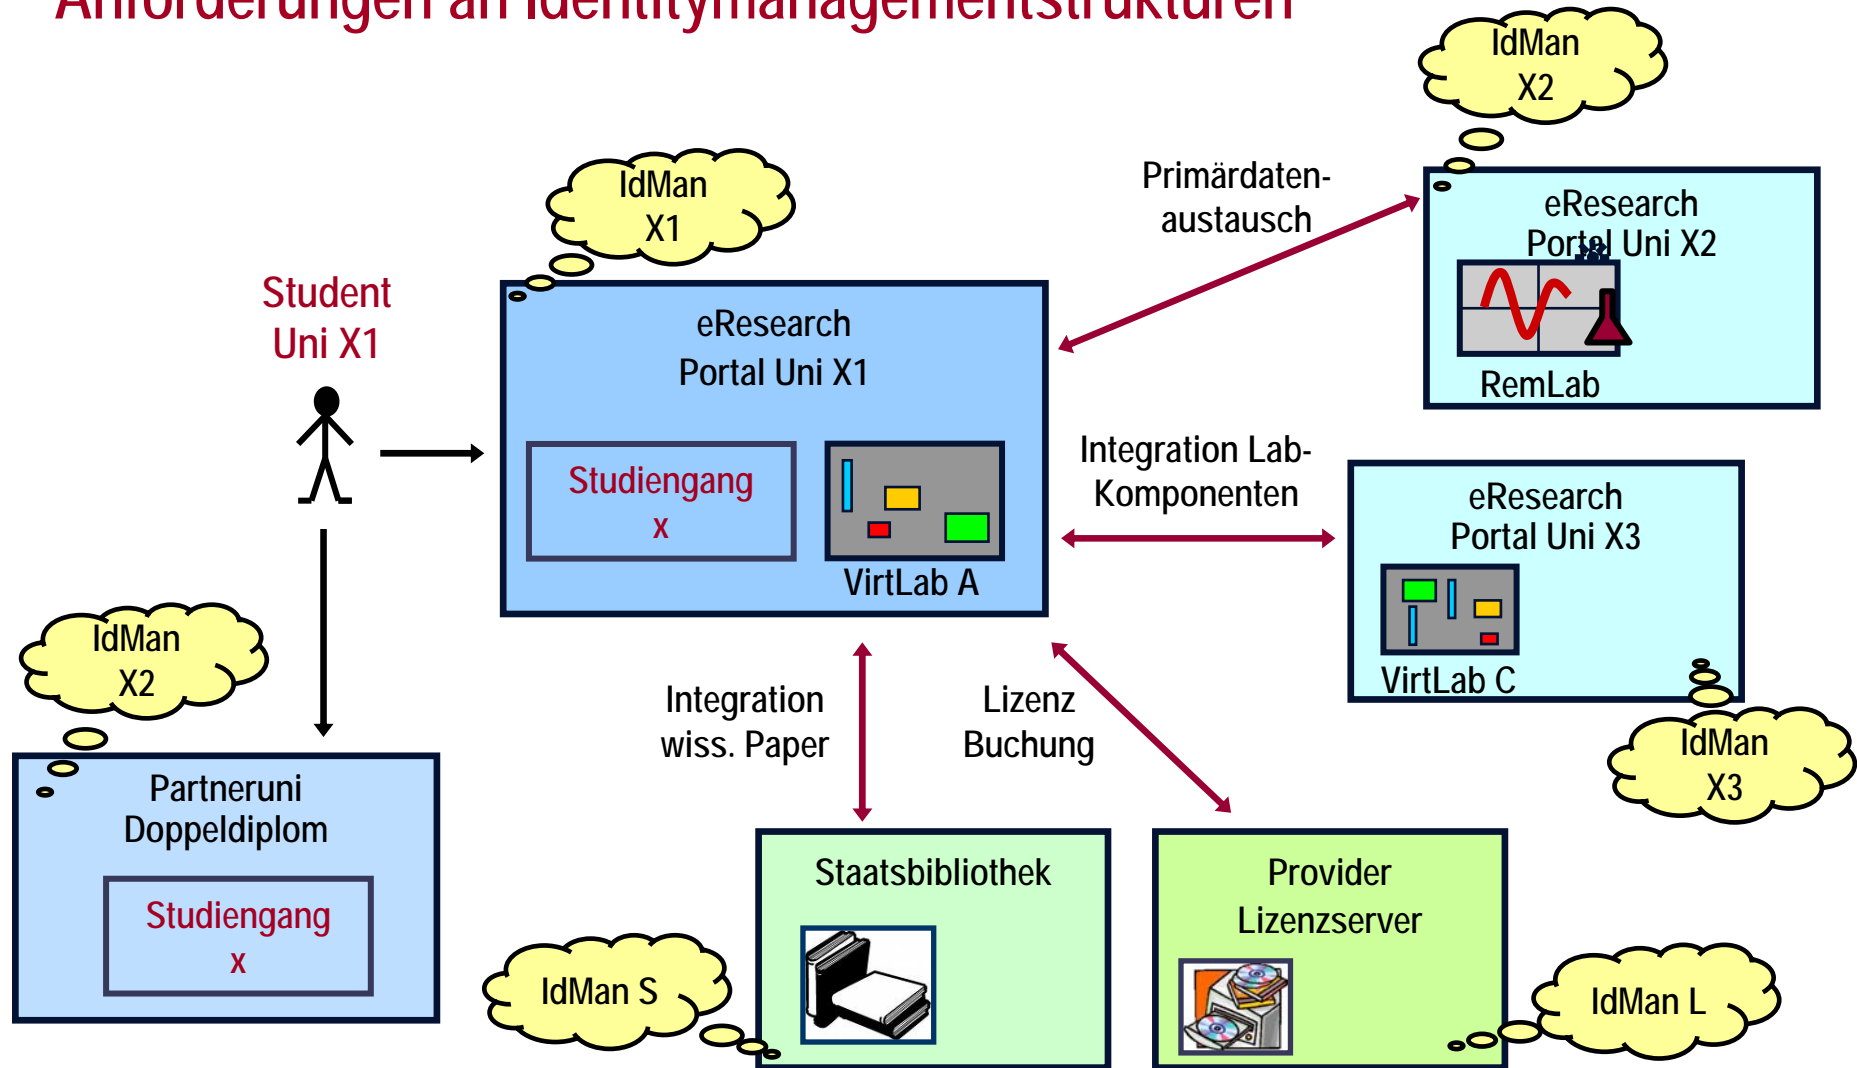 Anforderungen an Identitymanagementstrukturen
IdMan
X2
IdMan
X1
Primärdaten-
austausch
eResearch
Portal Uni X2
RemLab
Student
Uni X1
eResearch
Portal Uni X1
Studiengang
x
VirtLab A
Integration Lab-
Komponenten
eResearch
Portal Uni X3
VirtLab C
IdMan
X3
IdMan
X2
Partneruni
Doppeldiplom
Studiengang
x
Integration
wiss. Paper
Lizenz
Buchung
Staatsbibliothek
IdMan S
Provider
Lizenzserver
IdMan L